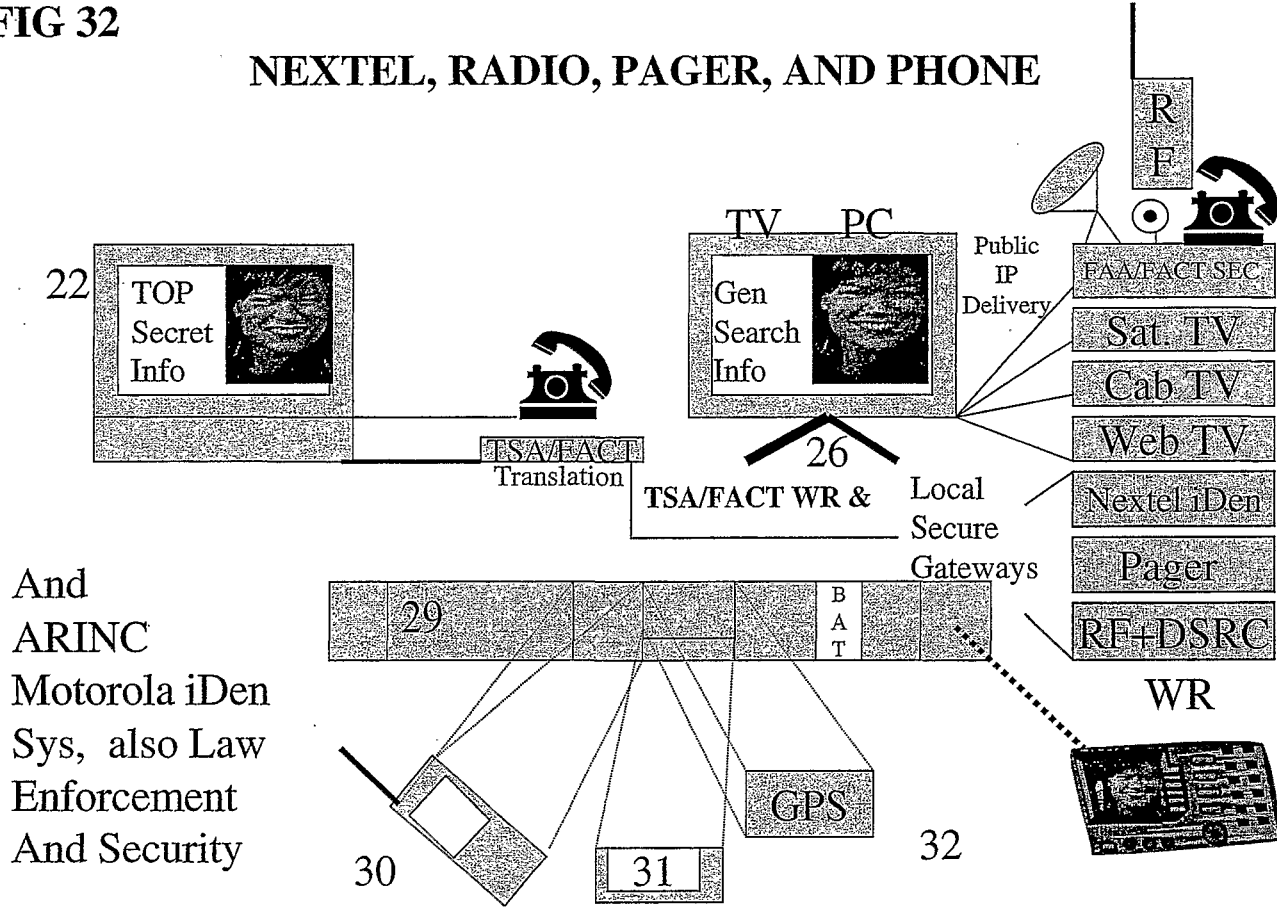 FIG 32
NEXTEL, RADIO, PAGER, AND PHONE
R
F
TV PC
Public
IP
Delivery
FAA/FACT SEC
22
TOP
Secret
Info
Gen
Search
Info
Sat. TV
Cab TV
Web TV
Nextel iDen
Pager
RF+DSRC
WR
TSA/FACT
Translation
26
TSA/FACT WR &
Local
Secure
Gateways
29
B
A
T
And
ARINC
Motorola iDen
Sys, also Law
Enforcement
And Security
30
31
GPS
32